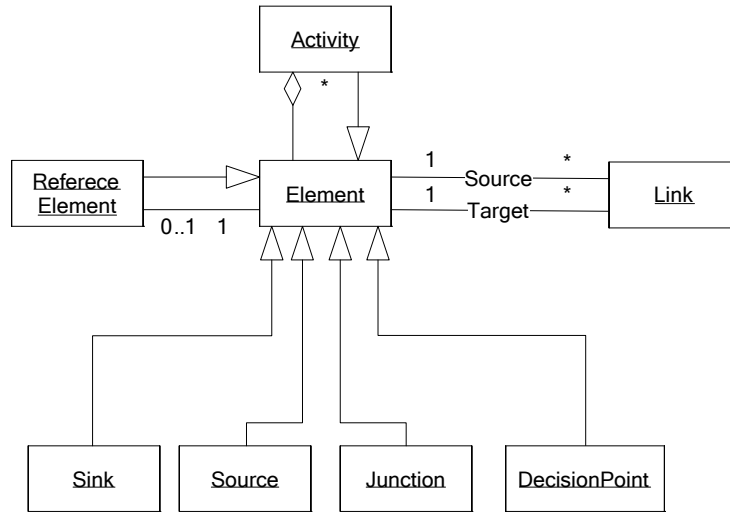 Activity
*
1
*
Referece
Element
Element
Source
Link
1
*
Target
0..1
1
Sink
Source
Junction
DecisionPoint